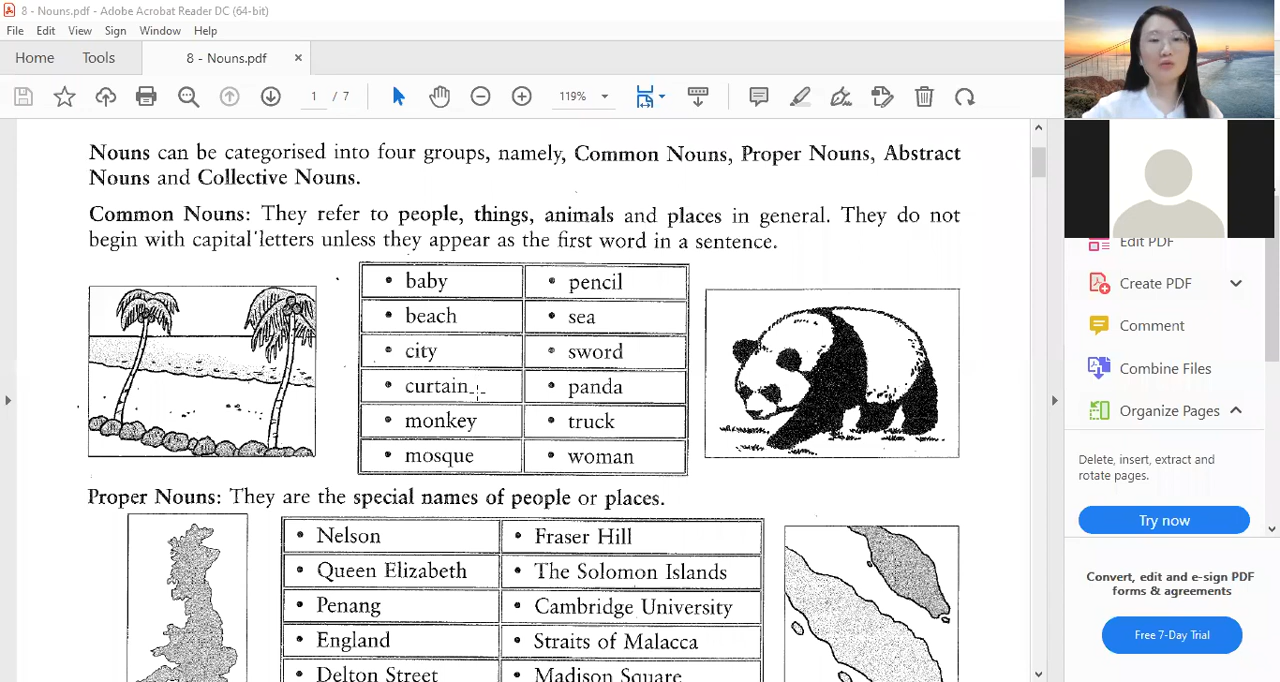 8 - Nouns.pdf - Adobe Acrobat Reader DC (64-bit)
File Edit View Sign Window Help
Home Tools 8 - Nouns.pdf ×
1 / 7 119%
Nouns can be categorised into four groups, namely, Common Nouns, Proper Nouns, Abstract
Nouns and Collective Nouns.
Common Nouns: They refer to people, things, animals and places in general. They do not
begin with capital letters unless they appear as the first word in a sentence.
• baby • pencil
• beach • sea
• city • sword
• curtain • panda
• monkey • truck
• mosque • woman
Proper Nouns: They are the special names of people or places.
• Nelson • Fraser Hill
• Queen Elizabeth • The Solomon Islands
• Penang • Cambridge University
• England • Straits of Malacca
• Delton Street • Madison Square
Edit PDF
Create PDF
Comment
Combine Files
Organize Pages
Delete, insert, extract and
rotate pages.
Try now
Convert, edit and e-sign PDF
forms & agreements
Free 7-Day Trial